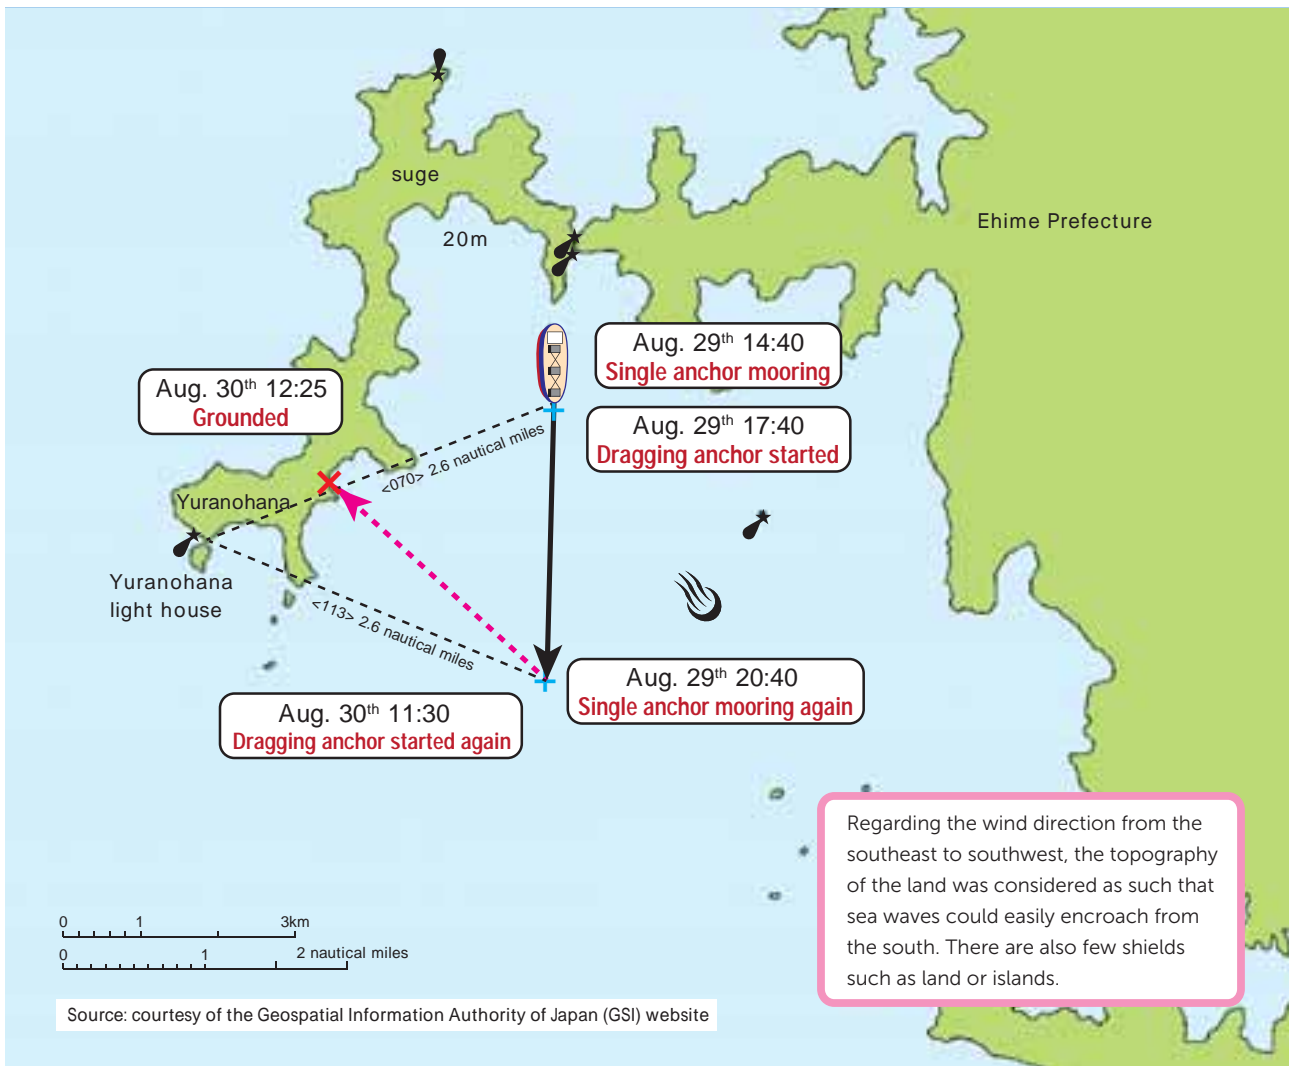 suge
20m
Ehime Prefecture
Aug. 29th 14:40
Single anchor mooring
Aug. 30th 12:25
Grounded
Aug. 29th 17:40
Dragging anchor started
<070> 2.6 nautical miles
Yuranohana
Yuranohana
light house
<113> 2.6 nautical miles
Aug. 29th 20:40
Single anchor mooring again
Aug. 30th 11:30
Dragging anchor started again
Regarding the wind direction from the
southeast to southwest, the topography
of the land was considered as such that
sea waves could easily encroach from
the south. There are also few shields
such as land or islands.
0 1 3km
0 1 2 nautical miles
Source: courtesy of the Geospatial Information Authority of Japan (GSI) website